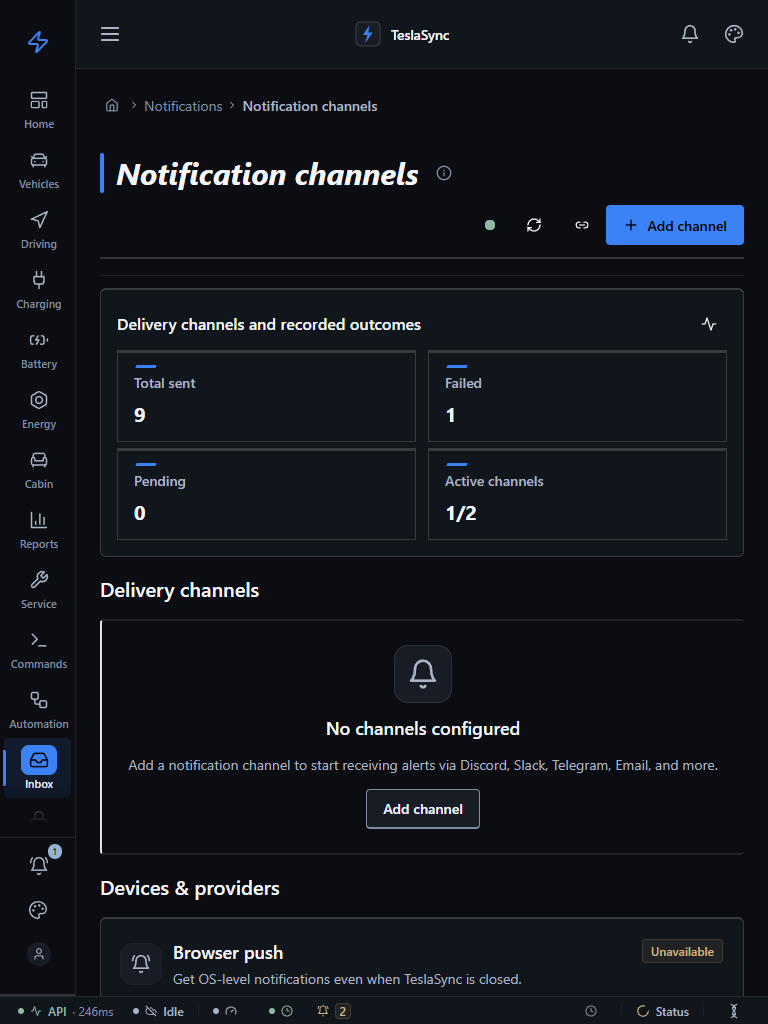 TeslaSync
Home
Vehicles
Driving
Charging
Battery
Energy
Cabin
Reports
Service
Commands
Automation
Inbox
1
Notifications
Notification channels
Notification channels
Add channel
Delivery channels and recorded outcomes
Total sent
9
Failed
1
Pending
0
Active channels
1/2
Delivery channels
No channels configured
Add a notification channel to start receiving alerts via Discord, Slack, Telegram, Email, and more.
Add channel
Devices & providers
Browser push
Unavailable
Get OS-level notifications even when TeslaSync is closed.
API · 246ms
Idle
2
Status